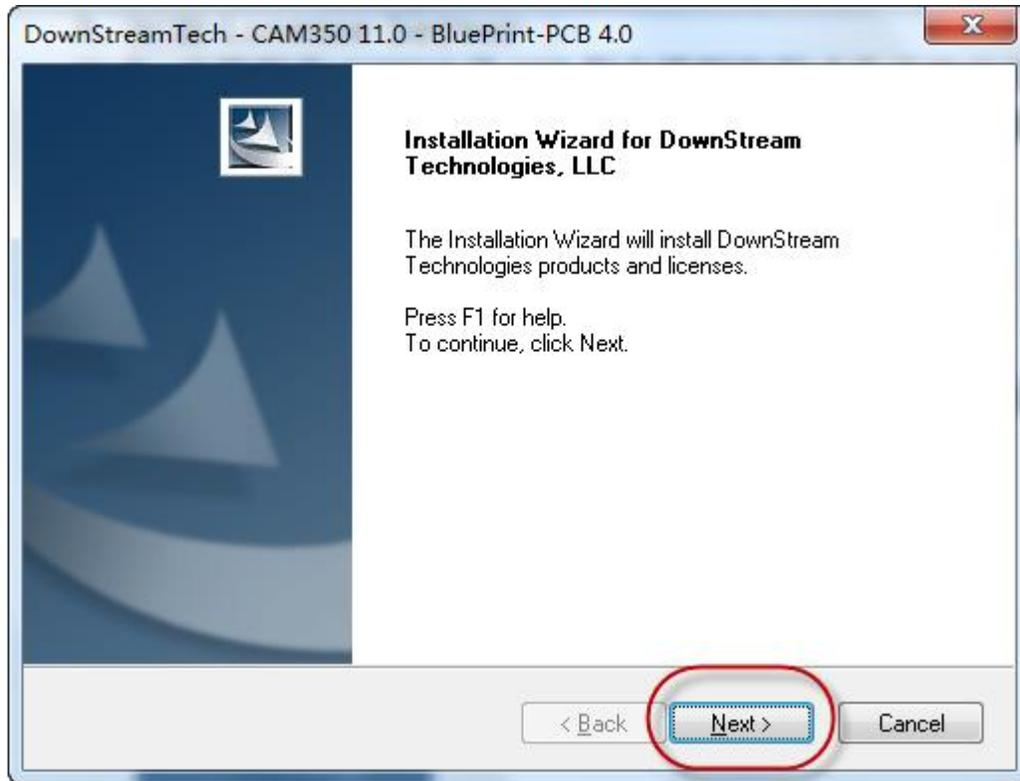 DownStreamTech - CAM350 11.0 - BluePrint-PCB 4.0
Installation Wizard for DownStream
Technologies, LLC
The Installation Wizard will install DownStream
Technologies products and licenses.
Press F1 for help.
To continue, click Next.
< Back
Next >
Cancel